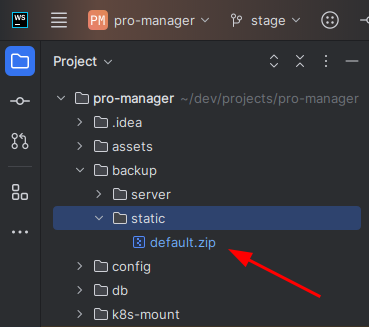 WS PM pro-manager stage
Project
pro-manager ~/dev/projects/pro-manager
.idea
assets
backup
server
static
default.zip
config
db
k8s-mount